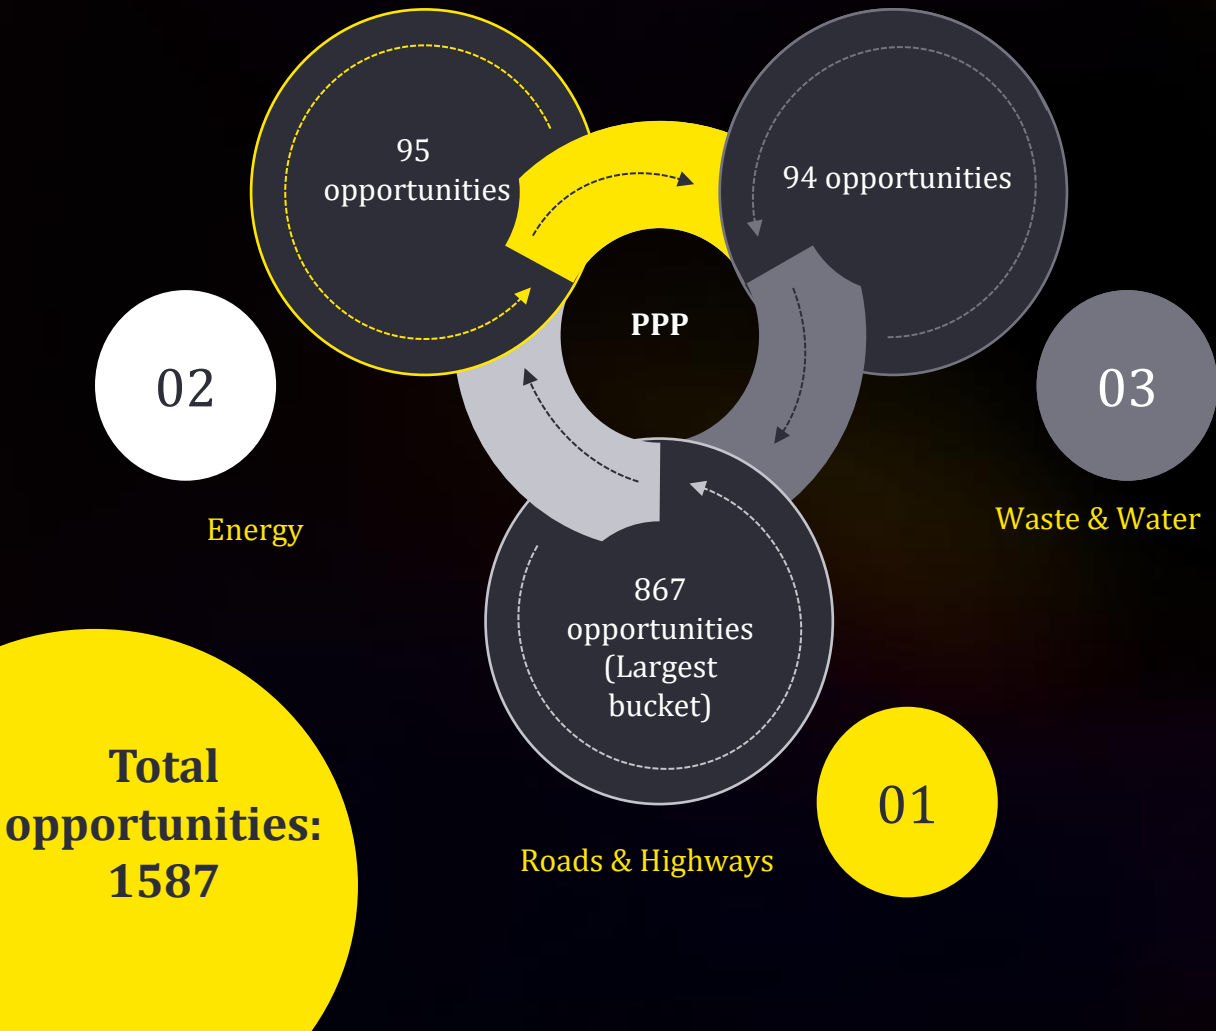 95
opportunities
94 opportunities
PPP
02
03
Energy
Waste & Water
867
opportunities
(Largest
bucket)
Total
opportunities:
1587
01
Roads & Highways